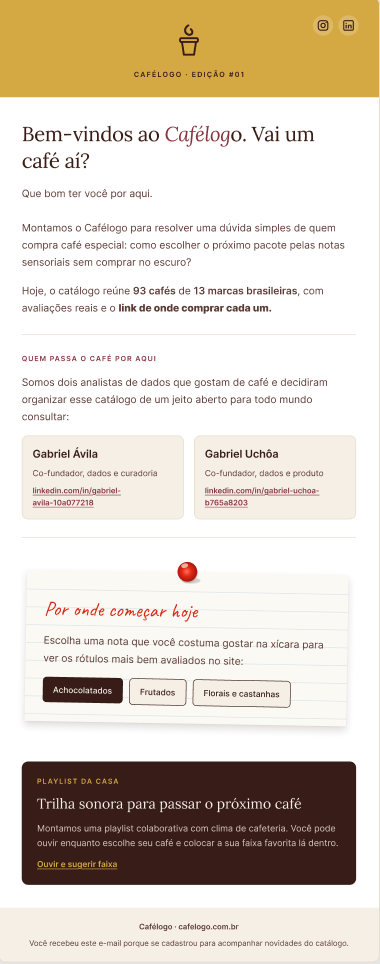 CAFÉLOGO · EDIÇÃO #01
Bem-vindos ao Cafélogo. Vai um
café aí?
Que bom ter você por aqui.
Montamos o Cafélogo para resolver uma dúvida simples de quem
compra café especial: como escolher o próximo pacote pelas notas
sensoriais sem comprar no escuro?
Hoje, o catálogo reúne 93 cafés de 13 marcas brasileiras, com
avaliações reais e o link de onde comprar cada um.
QUEM PASSA O CAFÉ POR AQUI
Somos dois analistas de dados que gostam de café e decidiram
organizar esse catálogo de um jeito aberto para todo mundo
consultar:
Gabriel Ávila
Co-fundador, dados e curadoria
linkedin.com/in/gabriel-
avila-10a077218
Gabriel Uchôa
Co-fundador, dados e produto
linkedin.com/in/gabriel-uchoa-
b765a8203
Por onde começar hoje
Escolha uma nota que você costuma gostar na xícara para
ver os rótulos mais bem avaliados no site:
Achocolatados
Frutados
Florais e castanhas
PLAYLIST DA CASA
Trilha sonora para passar o próximo café
Montamos uma playlist colaborativa com clima de cafeteria. Você pode
ouvir enquanto escolhe seu café e colocar a sua faixa favorita lá dentro.
Ouvir e sugerir faixa
Cafélogo · cafelogo.com.br
Você recebeu este e-mail porque se cadastrou para acompanhar novidades do catálogo.